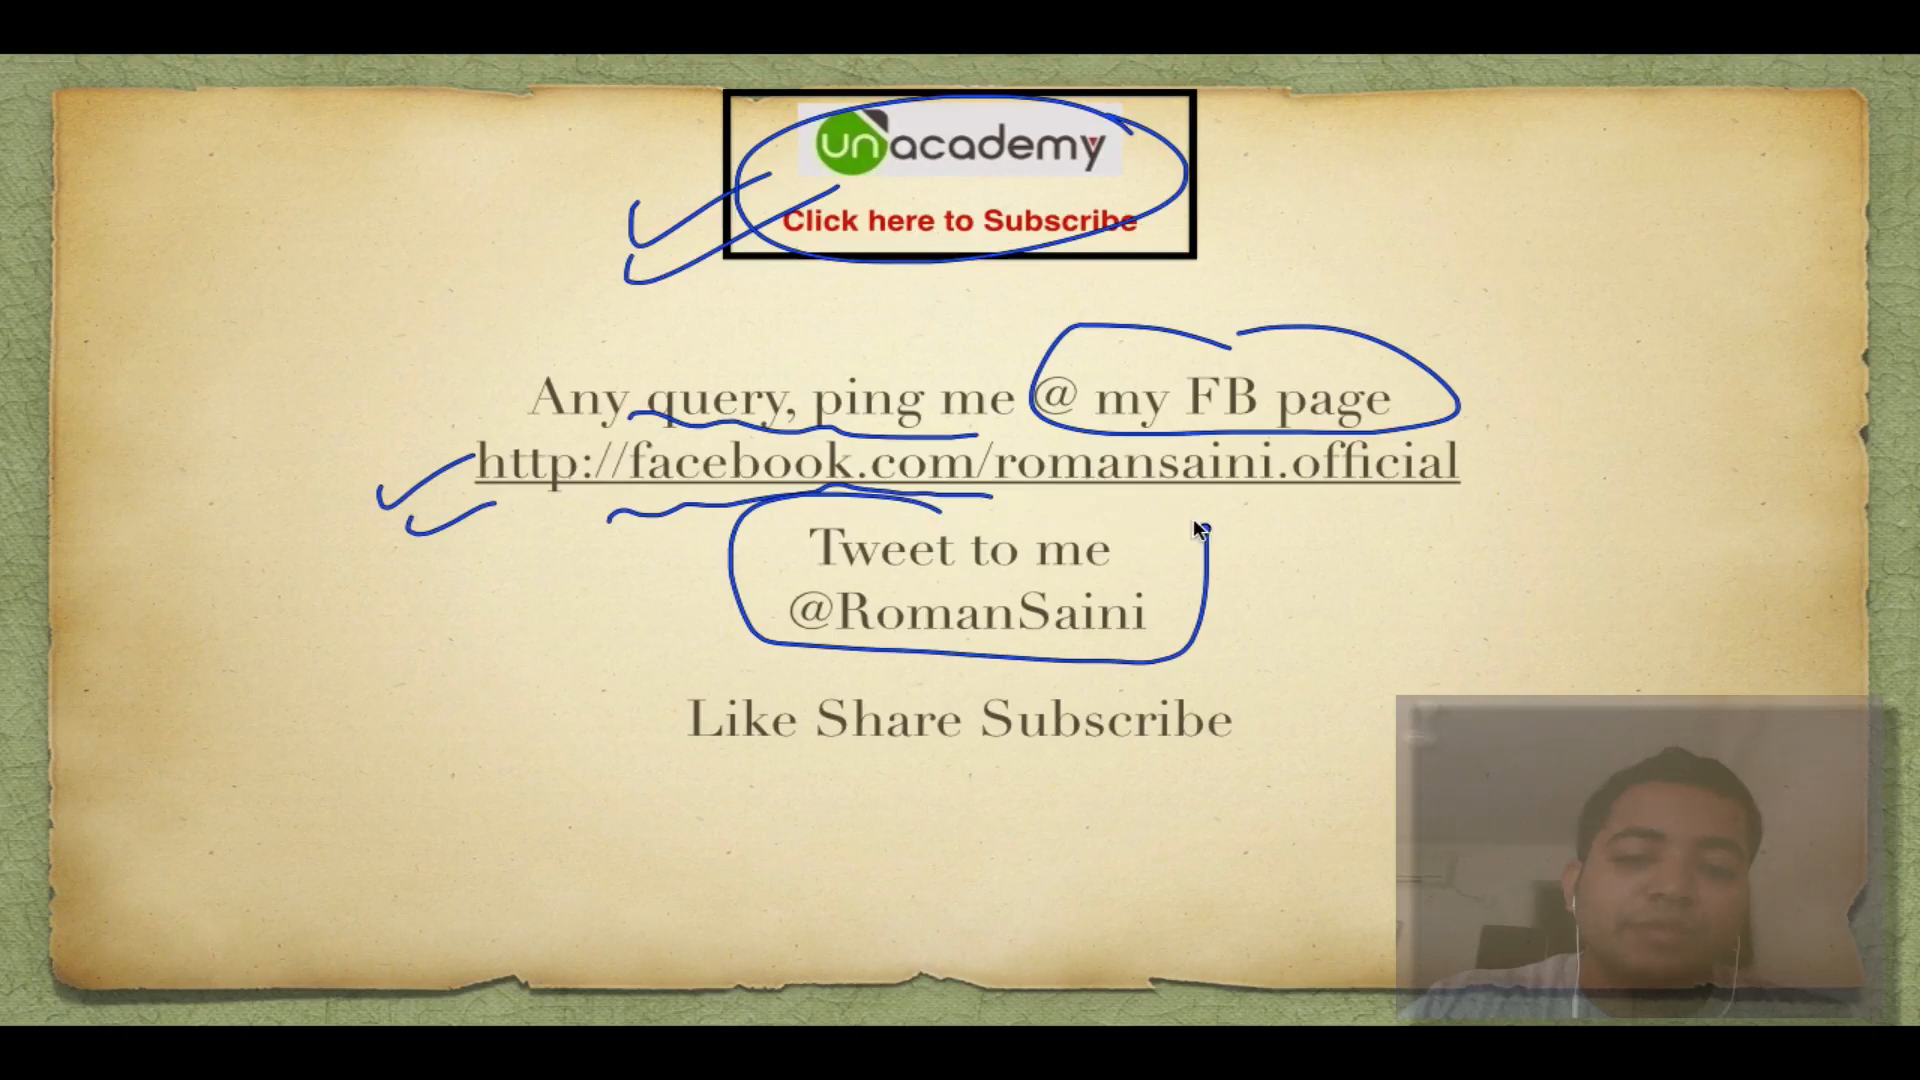 unacademy
Click here to Subscribe
Any query, ping me @ my FB page
http://facebook.com/romansaini.official
Tweet to me
@RomanSaini
Like Share Subscribe